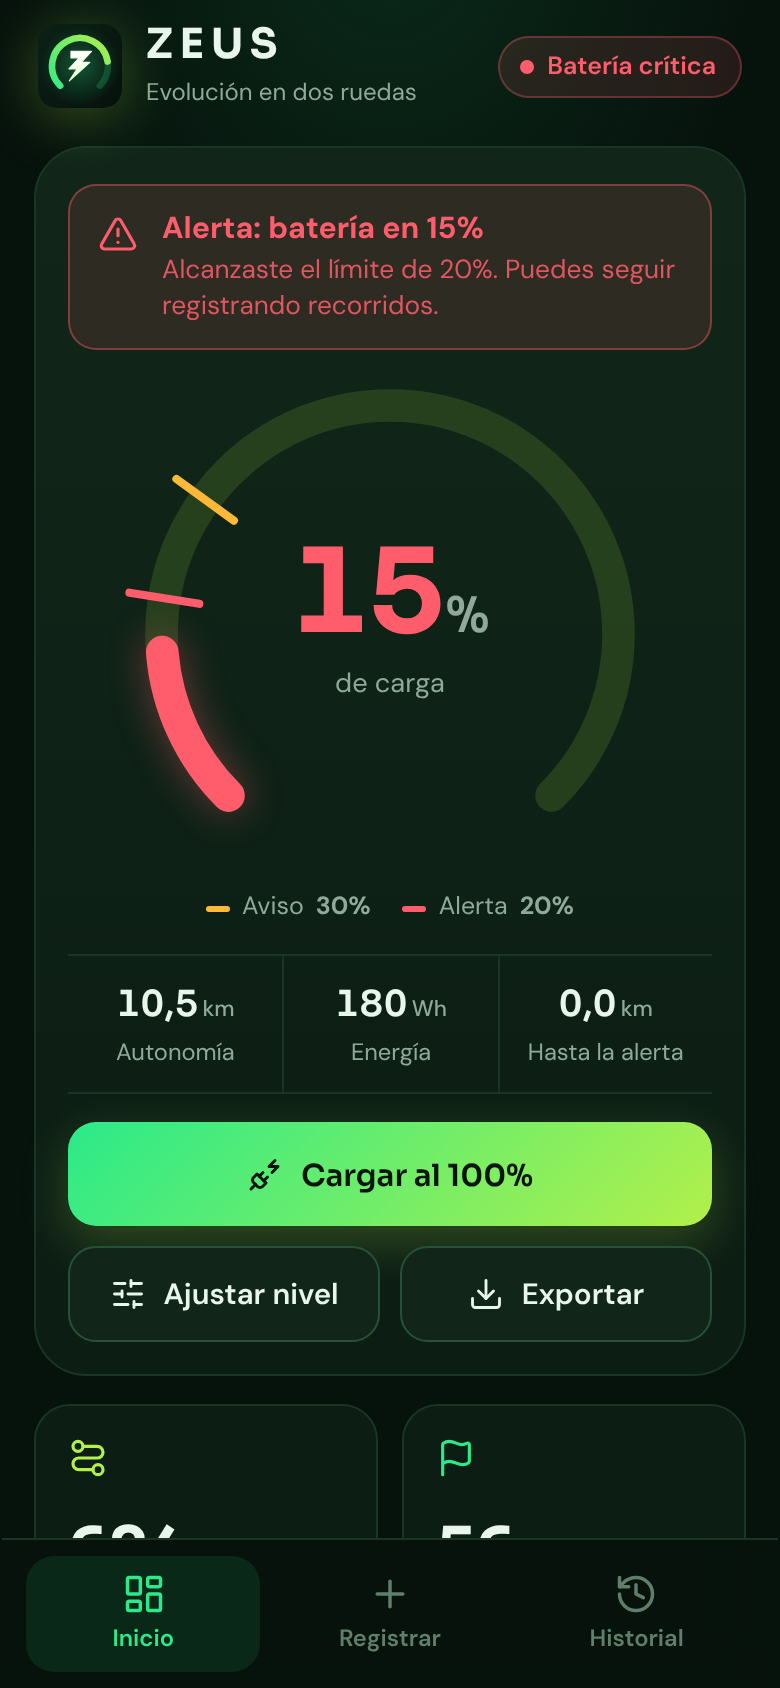 ZEUS
Evolución en dos ruedas
Batería crítica
Alerta: batería en 15%
Alcanzaste el límite de 20%. Puedes seguir
registrando recorridos.
15%
de carga
Aviso 30% Alerta 20%
10,5 km 180 Wh 0,0 km
Autonomía Energía Hasta la alerta
Cargar al 100%
Ajustar nivel Exportar
Inicio Registrar Historial